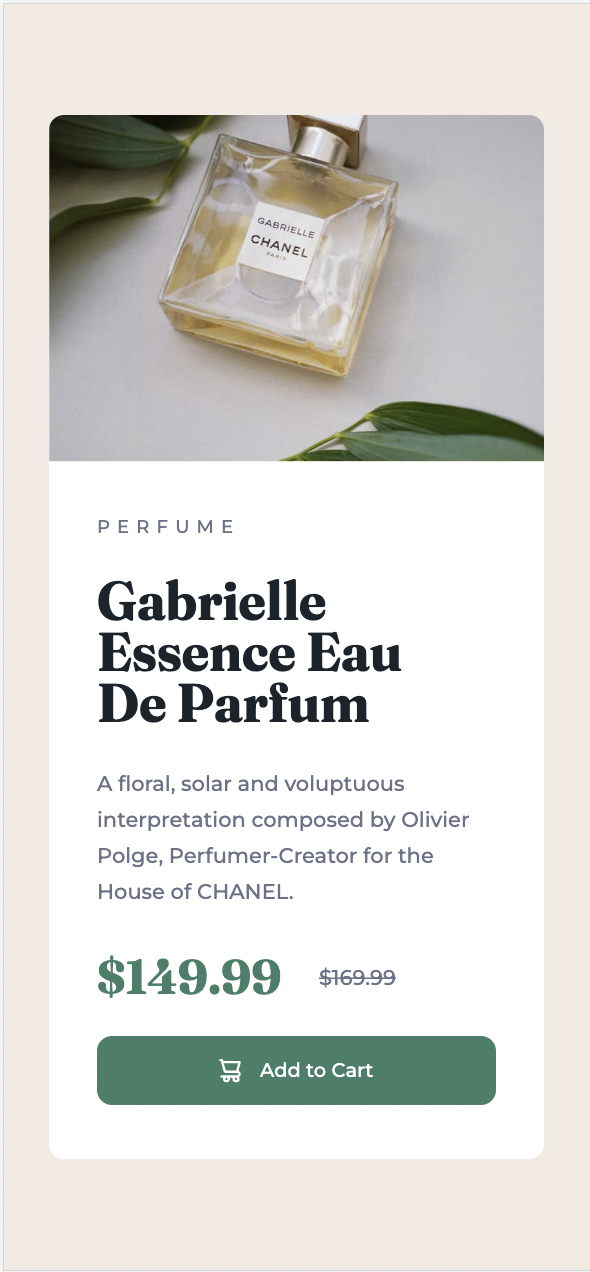 GABRIELLE
CHANEL
PARIS
PERFUME
Gabrielle
Essence Eau
De Parfum
A floral, solar and voluptuous
interpretation composed by Olivier
Polge, Perfumer-Creator for the
House of CHANEL.
$149.99 $169.99
Add to Cart